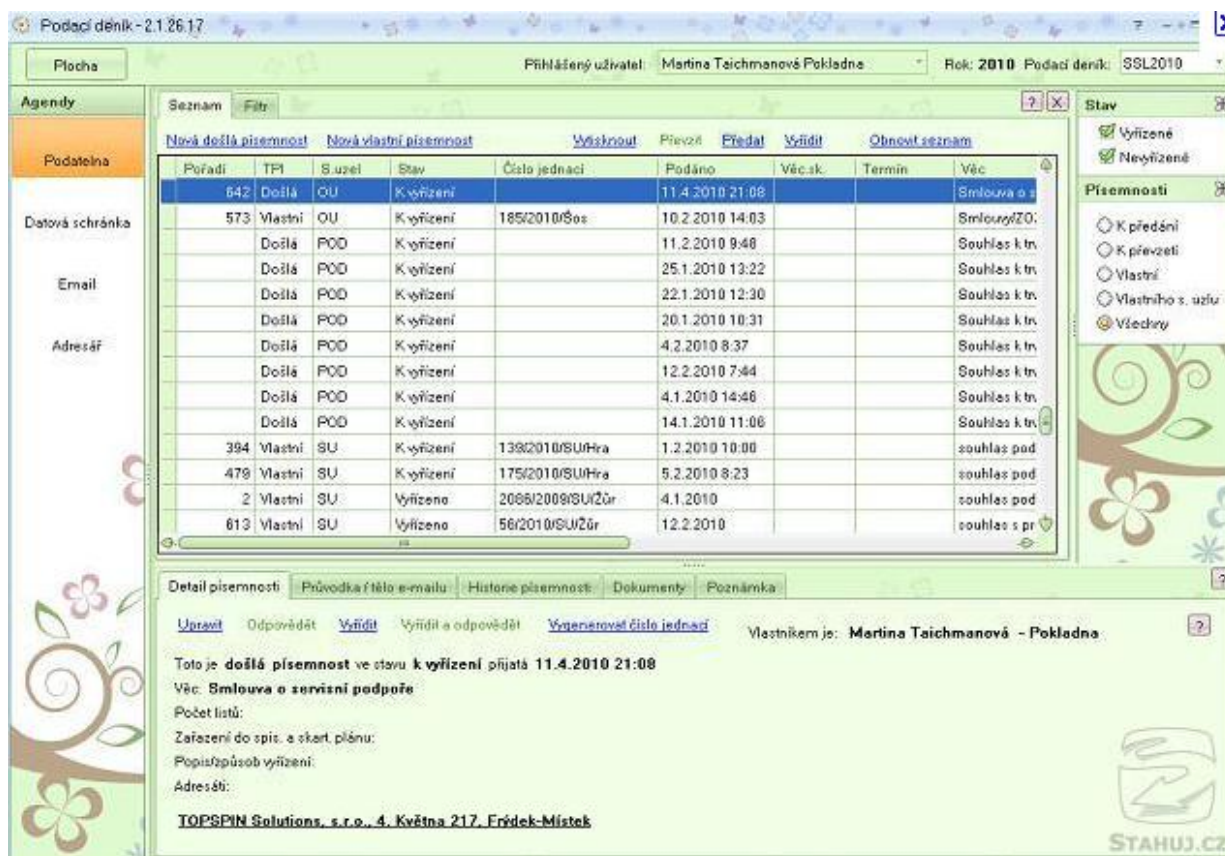 Podací deník - 2.1.26.17
Plocha Přihlášený uživatel: Martina Taichmanová Pokladna Rok: 2010 Podací deník: SSL2010
Agendy
Podatelna
Datová schránka
Email
Adresář
Seznam Filtr
Nová došlá písemnost Nová vlastní písemnost Vytisknout Převzít Předat Vyřídit Obnovit seznam
Pořadí TPI S.uzel Stav Číslo jednací Podáno Věc.sk. Termín Věc
642 Došlá OU K vyřízení 11.4.2010 21:08 Smlouva o s
573 Vlastní OU K vyřízení 185/2010/Šos 10.2.2010 14:03 Smlouvy/ZO
Došlá POD K vyřízení 11.2.2010 9:48 Souhlas k trv
Došlá POD K vyřízení 25.1.2010 13:22 Souhlas k trv
Došlá POD K vyřízení 22.1.2010 12:30 Souhlas k trv
Došlá POD K vyřízení 20.1.2010 10:31 Souhlas k trv
Došlá POD K vyřízení 4.2.2010 8:37 Souhlas k trv
Došlá POD K vyřízení 12.2.2010 7:44 Souhlas k trv
Došlá POD K vyřízení 4.1.2010 14:46 Souhlas k trv
Došlá POD K vyřízení 14.1.2010 11:06 Souhlas k trv
394 Vlastní SU K vyřízení 139/2010/SU/Hra 1.2.2010 10:00 souhlas pod
479 Vlastní SU K vyřízení 175/2010/SU/Hra 5.2.2010 8:23 souhlas pod
2 Vlastní SU Vyřízeno 2086/2009/SU/Žůr 4.1.2010 souhlas pod
613 Vlastní SU Vyřízeno 56/2010/SU/Žůr 12.2.2010 souhlas s pr
Stav
Vyřízené
Nevyřízené
Písemnosti
K předání
K převzetí
Vlastní
Vlastního s. uzlu
Všechny
Detail písemnosti Průvodka / tělo e-mailu Historie písemnosti Dokumenty Poznámka
Upravit Odpovědět Vyřídit Vyřídit a odpovědět Vygenerovat číslo jednací Vlastníkem je: Martina Taichmanová - Pokladna
Toto je došlá písemnost ve stavu k vyřízení přijatá 11.4.2010 21:08
Věc: Smlouva o servisní podpoře
Počet listů:
Zařazení do spis. a skart. plánu:
Popis/způsob vyřízení:
Adresáti:
TOPSPIN Solutions, s.r.o., 4. Května 217, Frýdek-Místek
STAHUJ.CZ